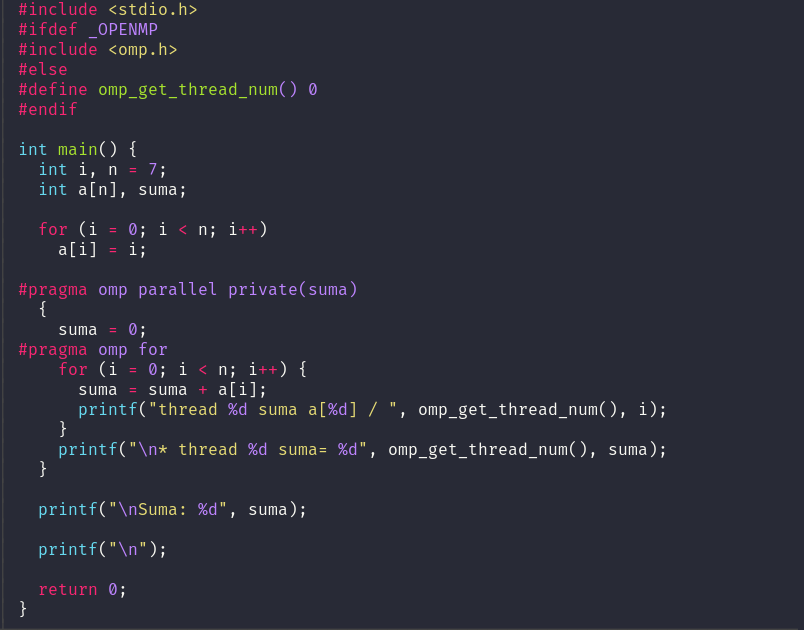 #include <stdio.h>
#ifdef _OPENMP
#include <omp.h>
#else
#define omp_get_thread_num() 0
#endif

int main() {
  int i, n = 7;
  int a[n], suma;

  for (i = 0; i < n; i++)
    a[i] = i;

#pragma omp parallel private(suma)
  {
    suma = 0;
#pragma omp for
    for (i = 0; i < n; i++) {
      suma = suma + a[i];
      printf("thread %d suma a[%d] / ", omp_get_thread_num(), i);
    }
    printf("\n* thread %d suma= %d", omp_get_thread_num(), suma);
  }

  printf("\nSuma: %d", suma);

  printf("\n");

  return 0;
}